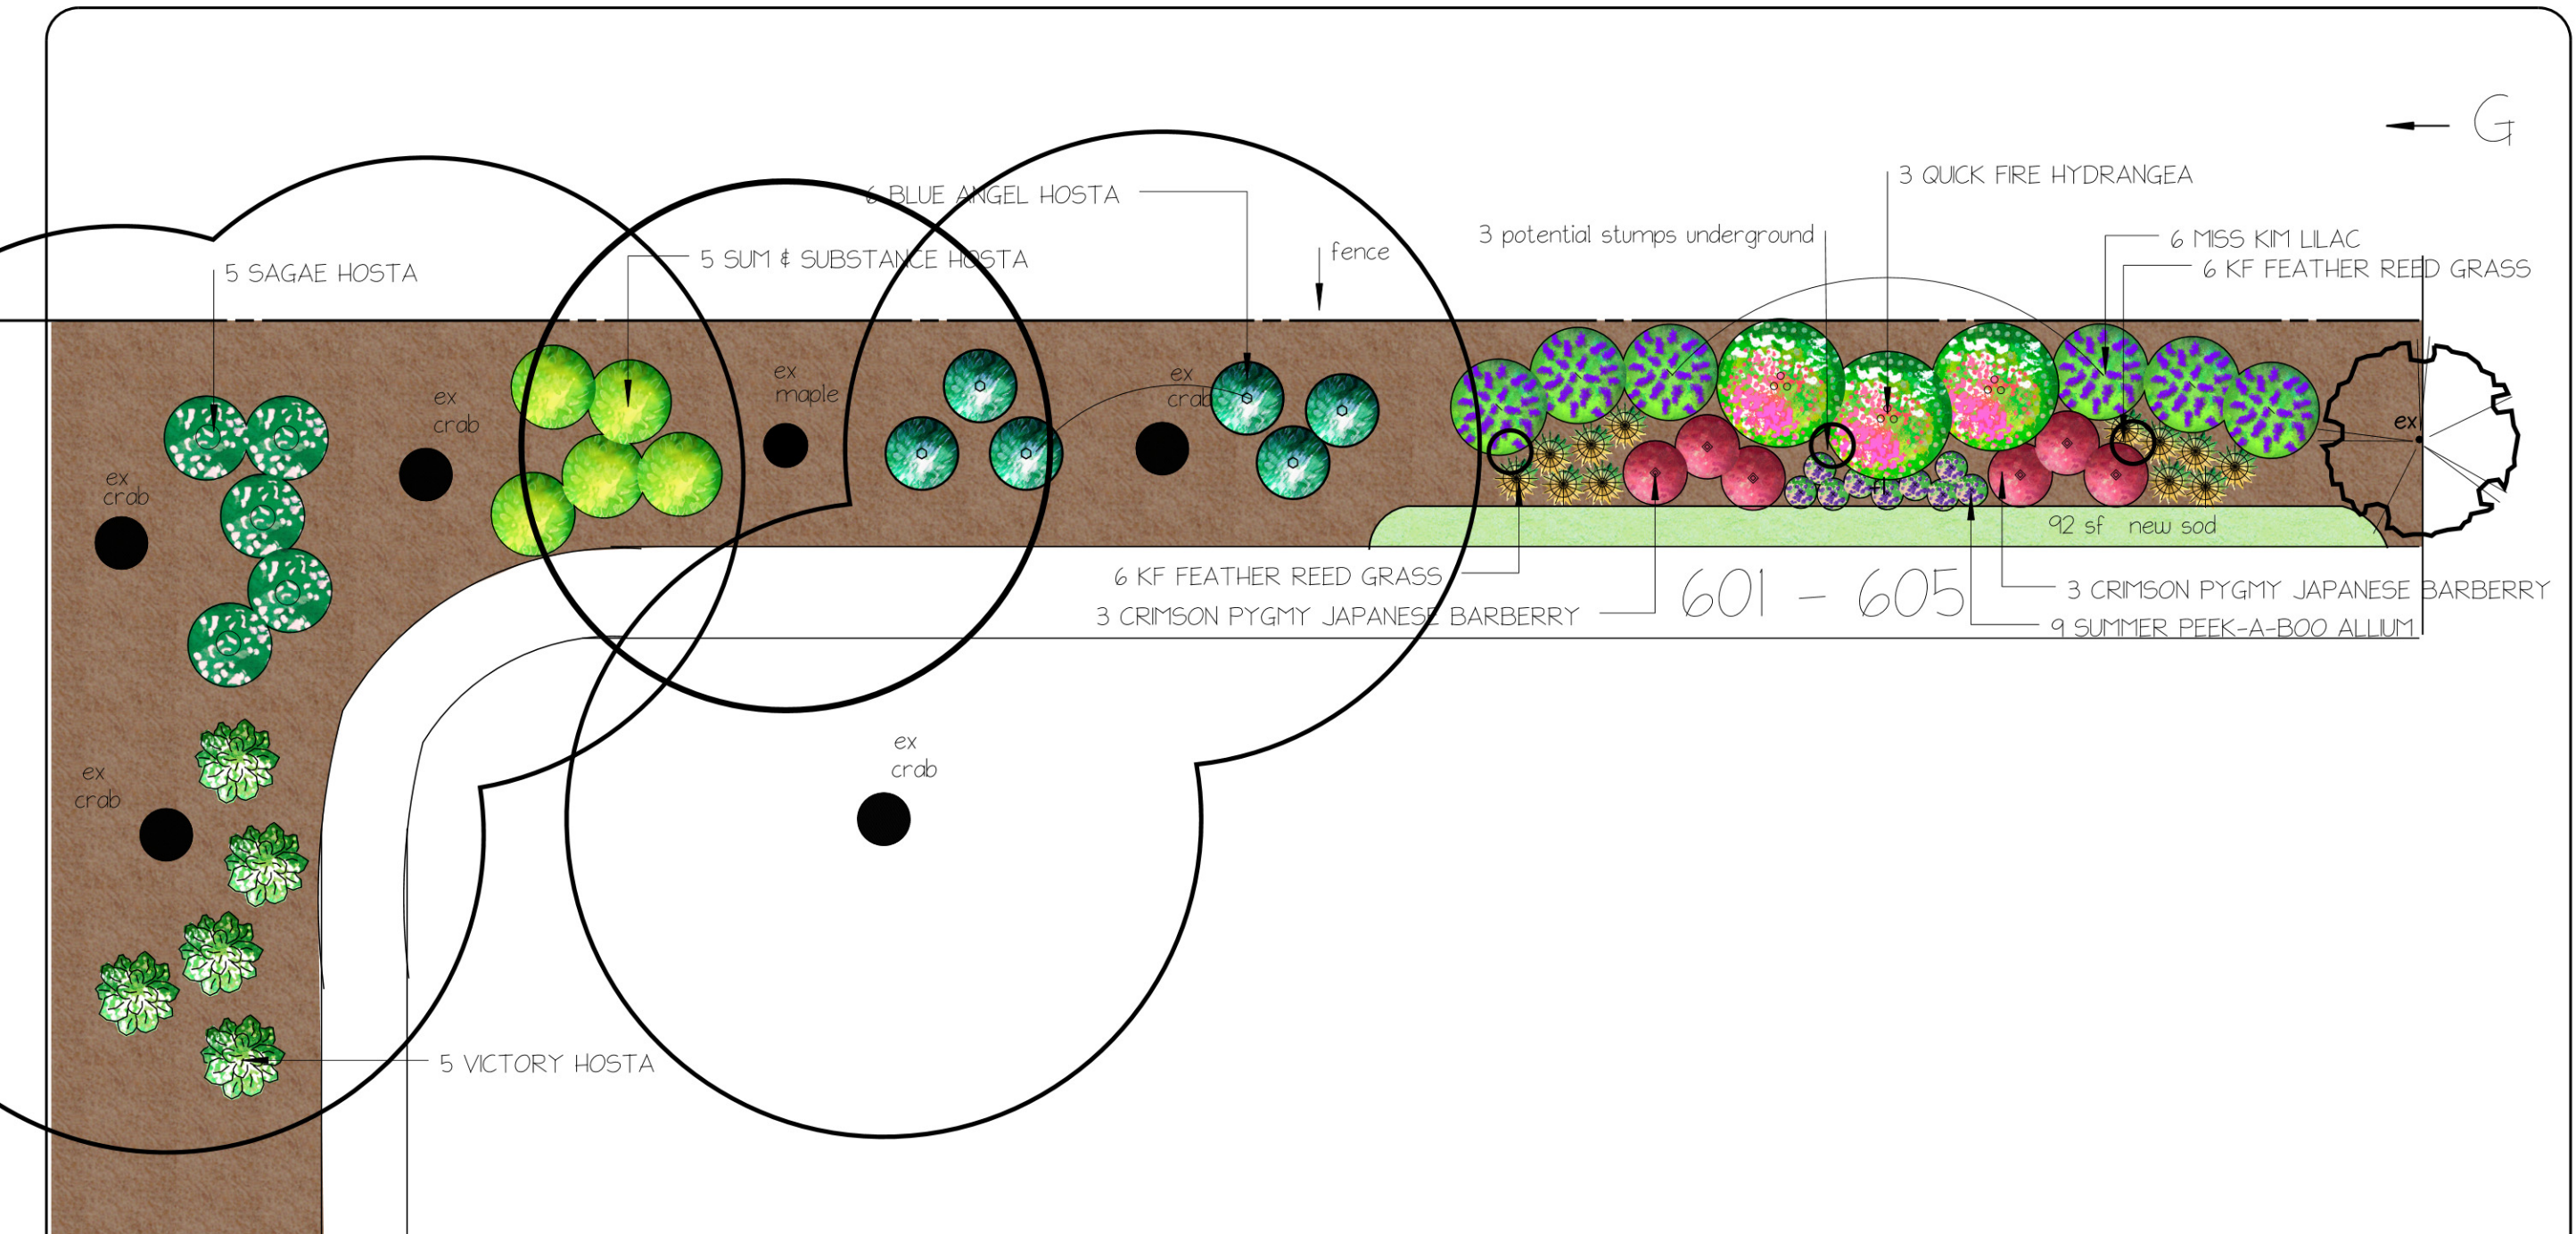 G
3 QUICK FIRE HYDRANGEA
6 BLUE ANGEL HOSTA
3 potential stumps underground
6 MISS KIM LILAC
fence
5 SUM & SUBSTANCE HOSTA
6 KF FEATHER REED GRASS
5 SAGAE HOSTA
ex
maple
ex
crab
ex
crab
ex
ex
crab
92 sf new sod
6 KF FEATHER REED GRASS
601 - 605
3 CRIMSON PYGMY JAPANESE BARBERRY
3 CRIMSON PYGMY JAPANESE BARBERRY
9 SUMMER PEEK-A-BOO ALLIUM
ex
crab
ex
crab
5 VICTORY HOSTA